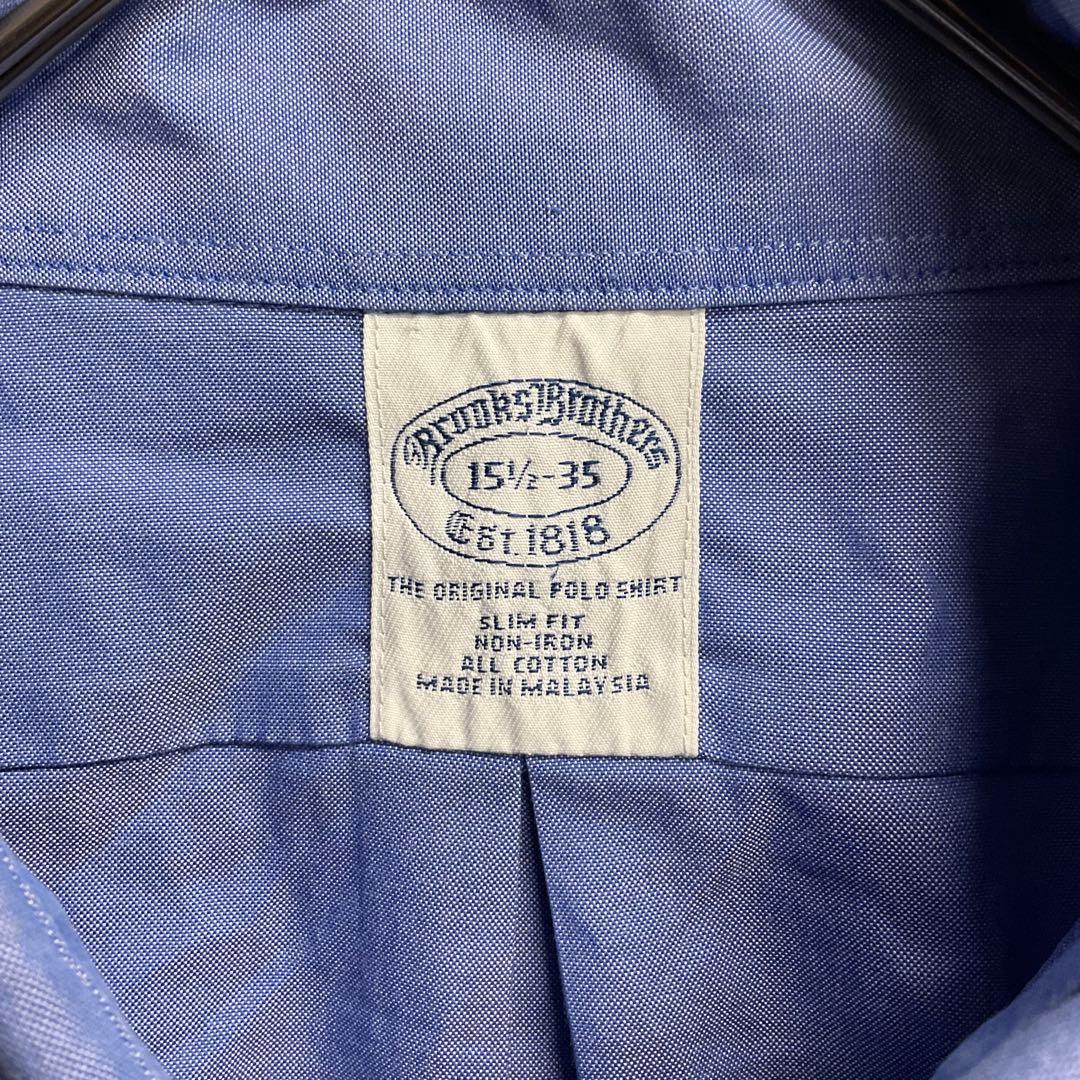 Brooks Brothers
15½-35
Est. 1818
THE ORIGINAL POLO SHIRT
SLIM FIT
NON-IRON
ALL COTTON
MADE IN MALAYSIA